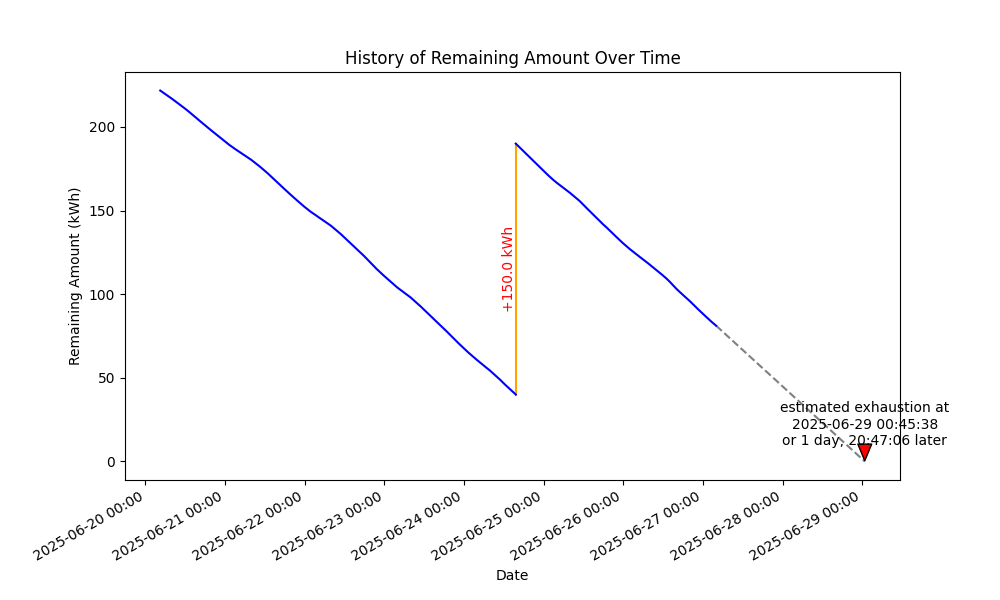 History of Remaining Amount Over Time
Remaining Amount (kWh)
200
150
100
50
0
+150.0 kWh
estimated exhaustion at
2025-06-29 00:45:38
or 1 day, 20:47:06 later
2025-06-20 00:00
2025-06-21 00:00
2025-06-22 00:00
2025-06-23 00:00
2025-06-24 00:00
2025-06-25 00:00
2025-06-26 00:00
2025-06-27 00:00
2025-06-28 00:00
2025-06-29 00:00
Date